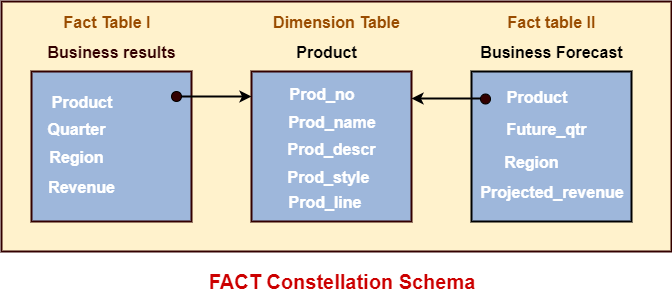 Fact Table I
Dimension Table
Fact table II
Business results
Product
Business Forecast
Product
Quarter
Region
Revenue
Prod_no
Prod_name
Prod_descr
Prod_style
Prod_line
Product
Future_qtr
Region
Projected_revenue
FACT Constellation Schema